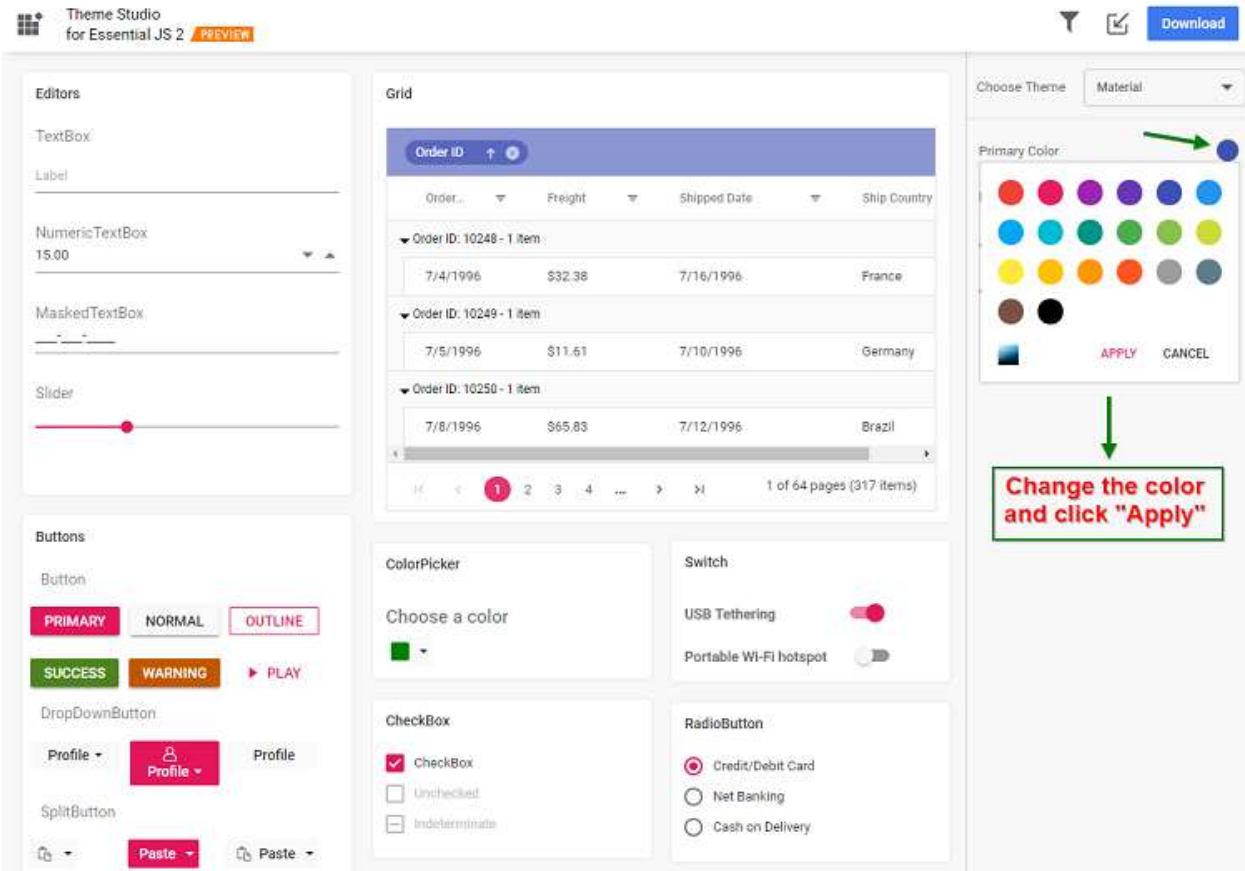 Theme Studio
for Essential JS 2 PREVIEW
Download
Editors
TextBox
Label
NumericTextBox
15.00
MaskedTextBox
___-___-____
Slider
Grid
Order ID
Order... Freight Shipped Date Ship Country
Order ID: 10248 - 1 item
7/4/1996 $32.38 7/16/1996 France
Order ID: 10249 - 1 item
7/5/1996 $11.61 7/10/1996 Germany
Order ID: 10250 - 1 item
7/8/1996 $65.83 7/12/1996 Brazil
1 2 3 4 ... 1 of 64 pages (317 items)
Choose Theme Material
Primary Color
APPLY CANCEL
Change the color
and click "Apply"
Buttons
Button
PRIMARY NORMAL OUTLINE
SUCCESS WARNING PLAY
DropDownButton
Profile Profile Profile
SplitButton
Paste Paste
ColorPicker
Choose a color
Switch
USB Tethering
Portable Wi-Fi hotspot
CheckBox
CheckBox
Unchecked
Indeterminate
RadioButton
Credit/Debit Card
Net Banking
Cash on Delivery